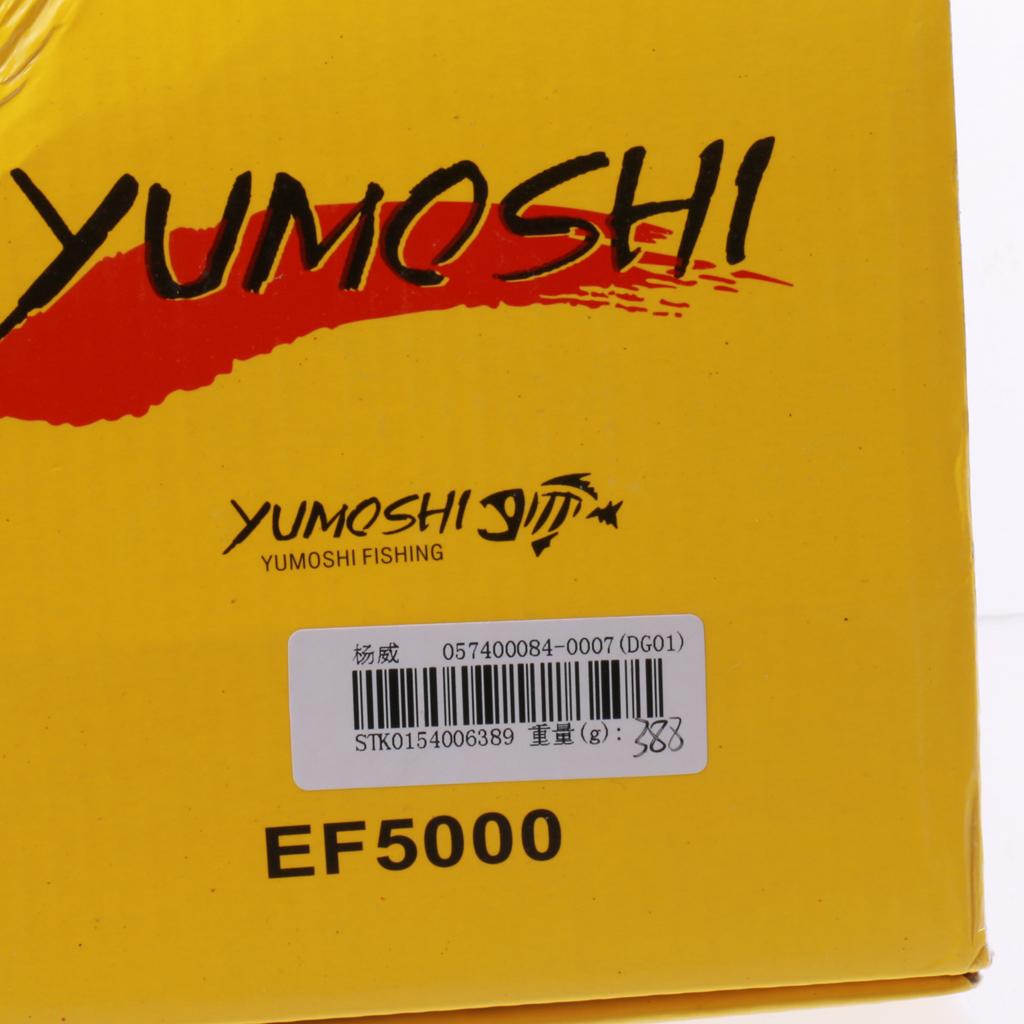 YUMOSHI
YUMOSHI
YUMOSHI FISHING
杨威 057400084-0007(DG01)
STK0154006389 重量(g): 388
EF5000